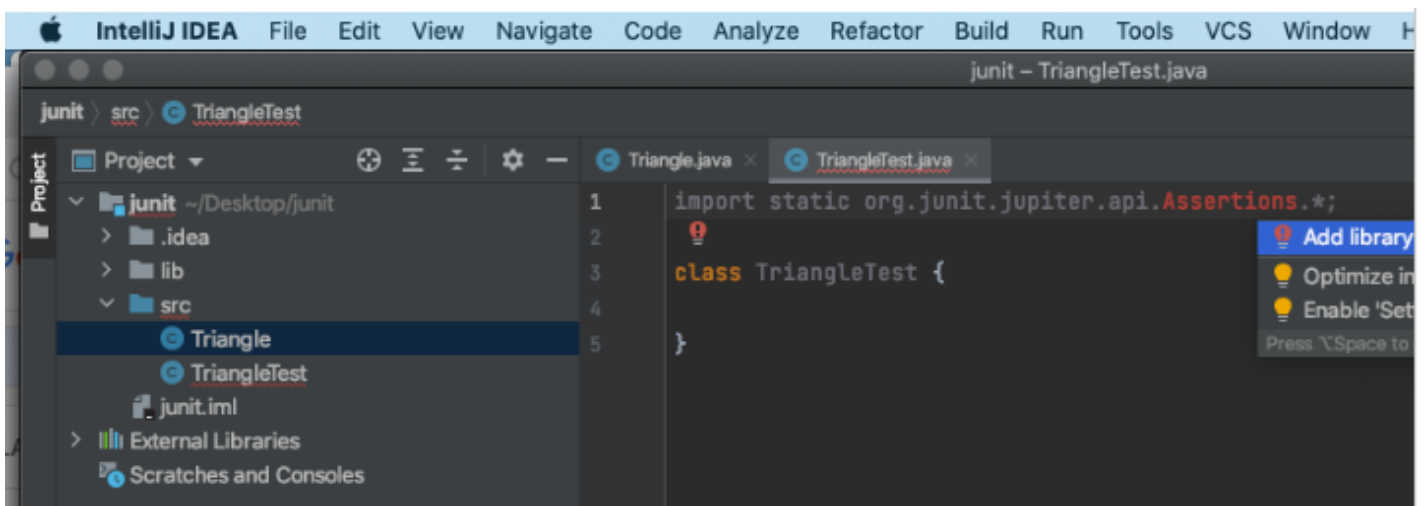 IntelliJ IDEA File Edit View Navigate Code Analyze Refactor Build Run Tools VCS Window
junit – TriangleTest.java
junit src TriangleTest
Project
Project
Triangle.java TriangleTest.java
junit ~/Desktop/junit
.idea
lib
src
Triangle
TriangleTest
junit.iml
External Libraries
Scratches and Consoles
1 import static org.junit.jupiter.api.Assertions.*;
2
3 class TriangleTest {
4
5 }
Add library
Optimize in
Enable 'Set
Press ⌥Space to